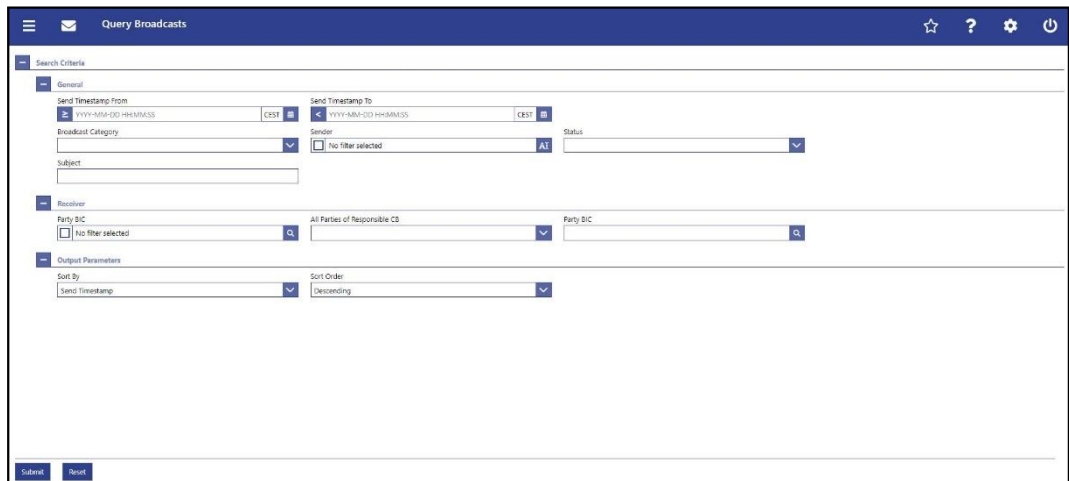 Query Broadcasts
?
Search Criteria
General
Send Timestamp From Send Timestamp To
≥ YYYY-MM-DD HH:MM:SS CEST < YYYY-MM-DD HH:MM:SS CEST
Broadcast Category Sender Status
No filter selected AI
Subject
Receiver
Party BIC All Parties of Responsible CB Party BIC
No filter selected
Output Parameters
Sort By Sort Order
Send Timestamp Descending
Submit Reset